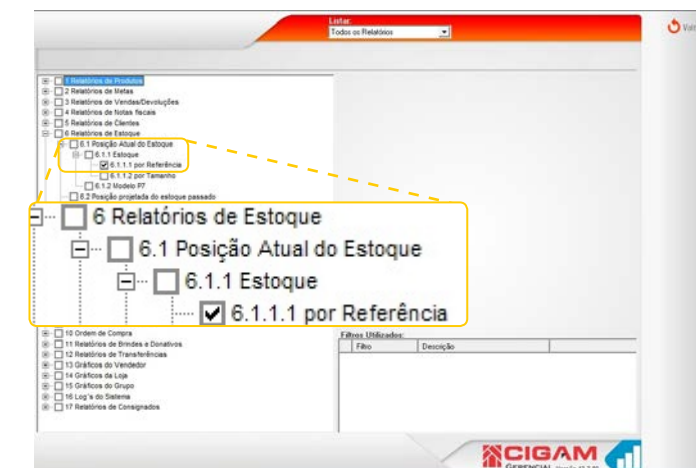 Listar:
Todos os Relatórios
1 Relatórios de Produtos
2 Relatórios de Metas
3 Relatórios de Vendas/Devoluções
4 Relatórios de Notas fiscais
5 Relatórios de Clientes
6 Relatórios de Estoque
6.1 Posição Atual do Estoque
6.1.1 Estoque
6.1.1.1 por Referência
6.1.1.2 por Tamanho
6.1.2 Modelo P7
6.2 Posição projetada do estoque passado
6 Relatórios de Estoque
6.1 Posição Atual do Estoque
6.1.1 Estoque
6.1.1.1 por Referência
10 Ordem de Compra
11 Relatórios de Brindes e Donativos
12 Relatórios de Transferências
13 Gráficos do Vendedor
14 Gráficos da Loja
15 Gráficos do Grupo
16 Log's do Sistema
17 Relatórios de Consignados
Filtros Utilizados:
Filtro Descrição
CIGAM
GERENCIAL